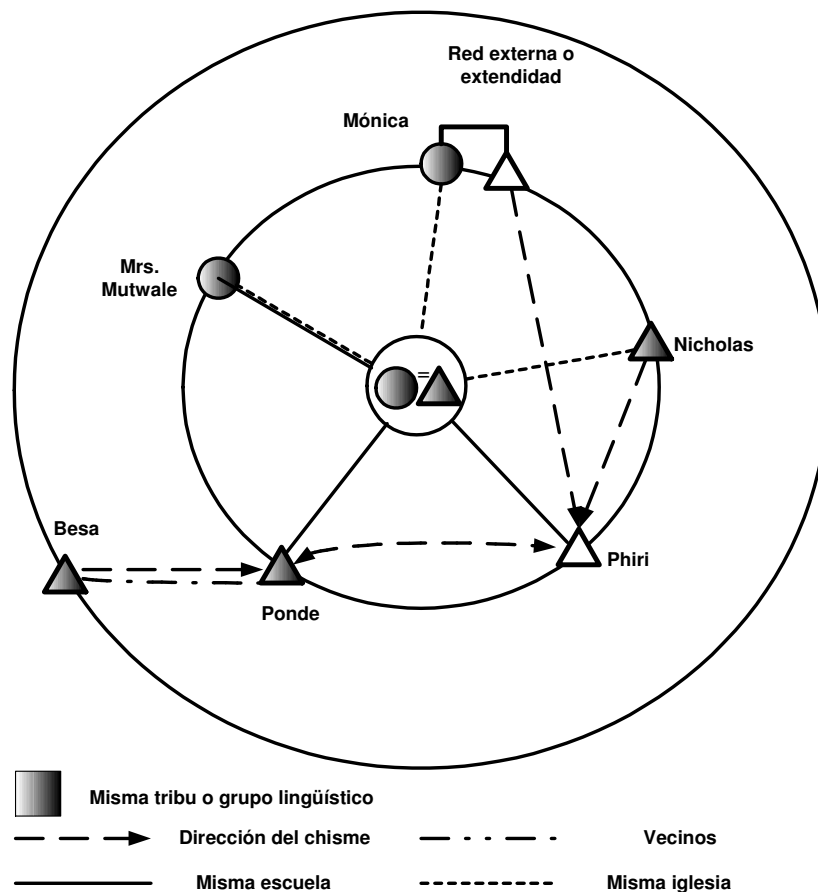 Red externa o
extendidad
Mónica
Mrs.
Mutwale
=
Nicholas
Besa
Phiri
Ponde
Misma tribu o grupo lingüístico
Dirección del chisme
Vecinos
Misma escuela
Misma iglesia